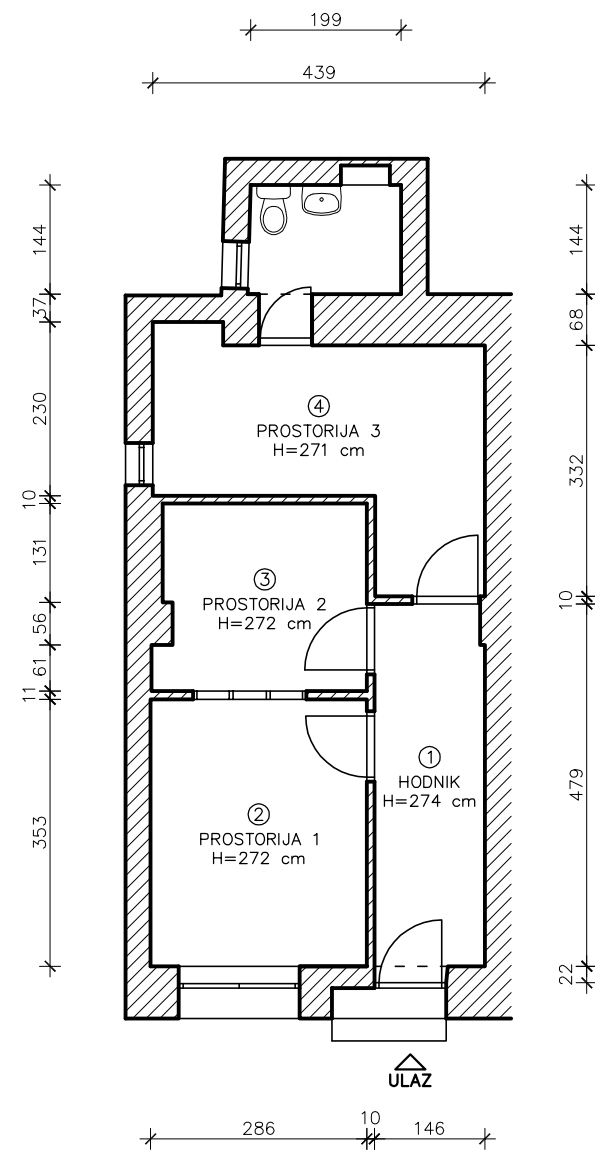 199
439
144
37
230
10
131
56
61
11
353
144
68
332
10
479
22
4
PROSTORIJA 3
H=271 cm
3
PROSTORIJA 2
H=272 cm
1
HODNIK
H=274 cm
2
PROSTORIJA 1
H=272 cm
ULAZ
286
10
146